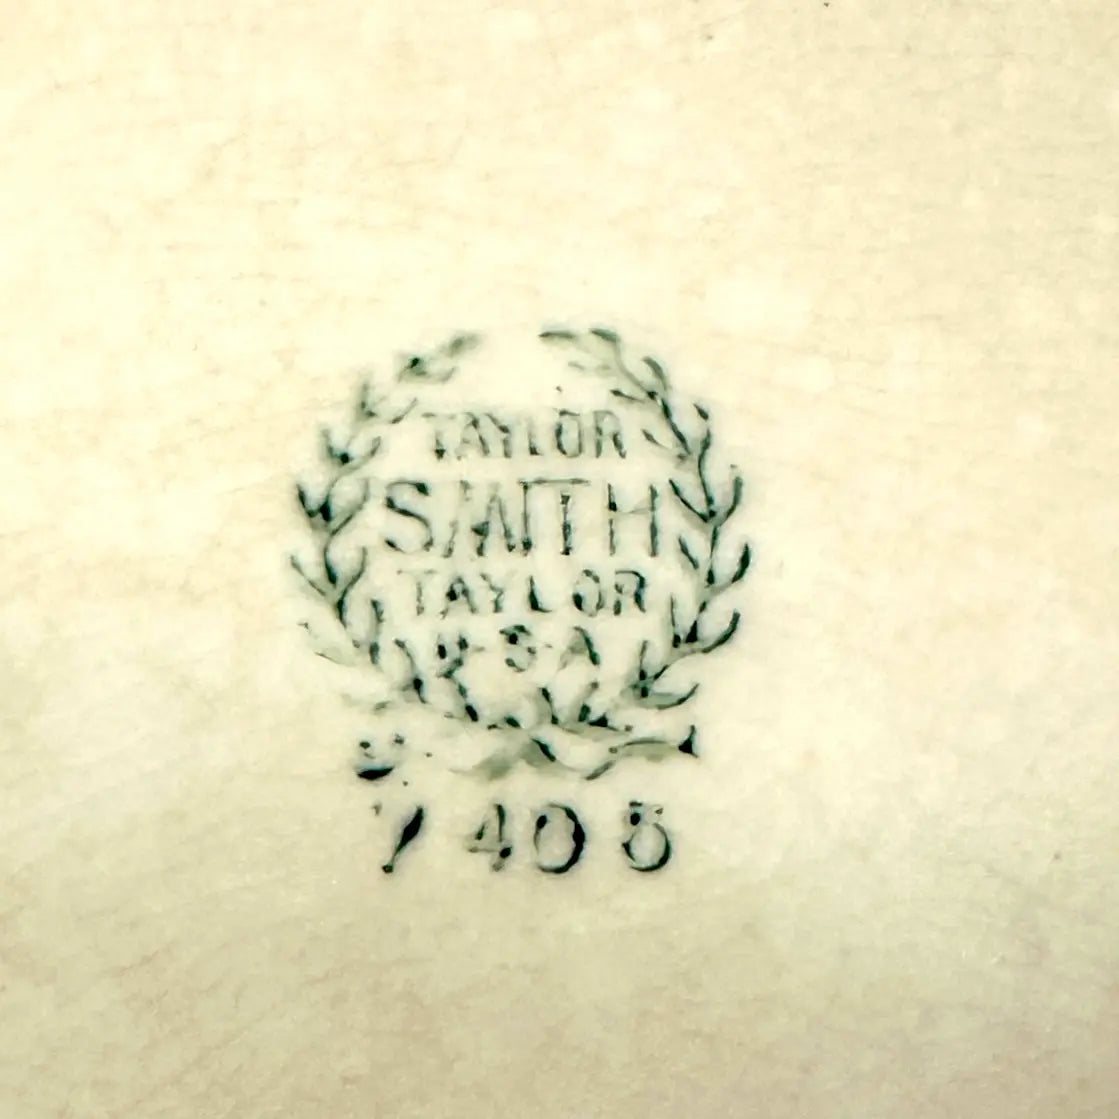 TAYLOR
SMITH
TAYLOR
U-S-A
7 40 5